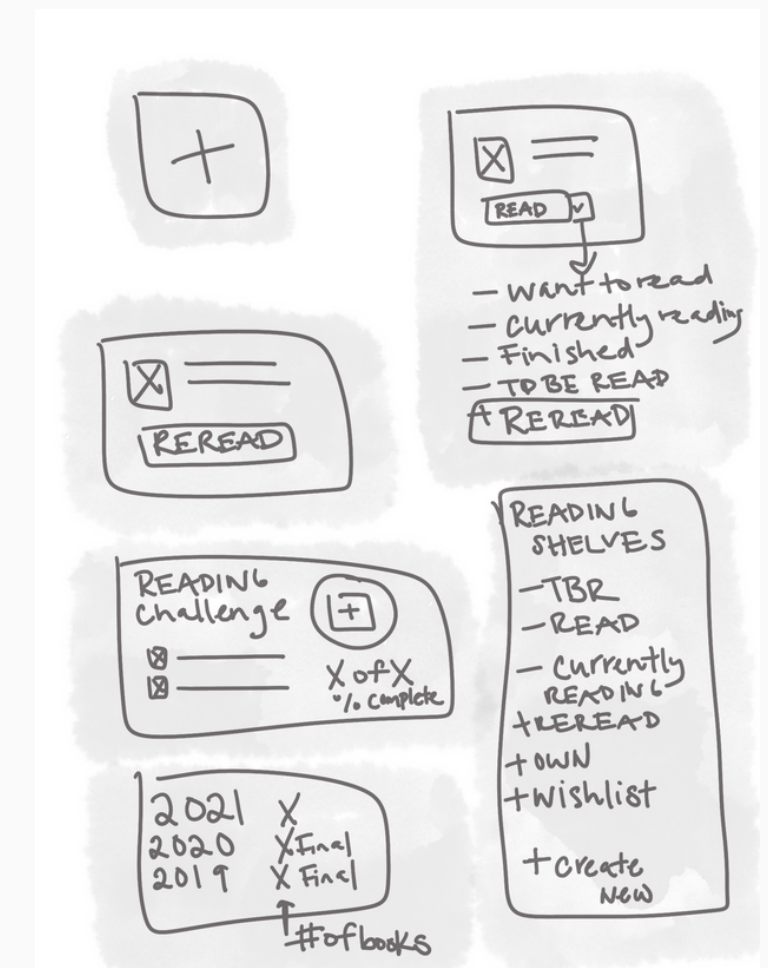 READ
- want to read
- currently reading
- Finished
- TO BE READ
+ REREAD
REREAD
READING
challenge
X of X
% complete
2021 X
2020 X Final
2019 X Final
# of books
READING
SHELVES
- TBR
- READ
- Currently
READING
+ REREAD
+ OWN
+ wishlist
+ create
new